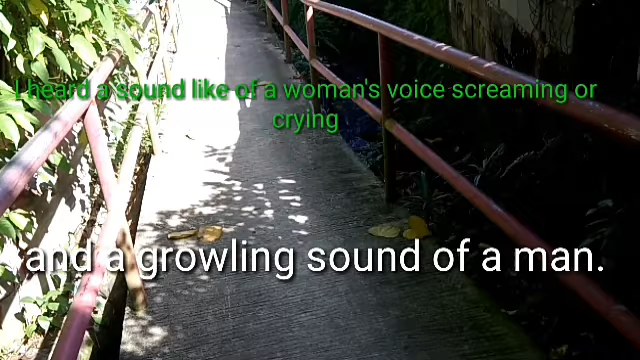 I heard a sound like of a woman's voice screaming or
crying
and a growling sound of a man.